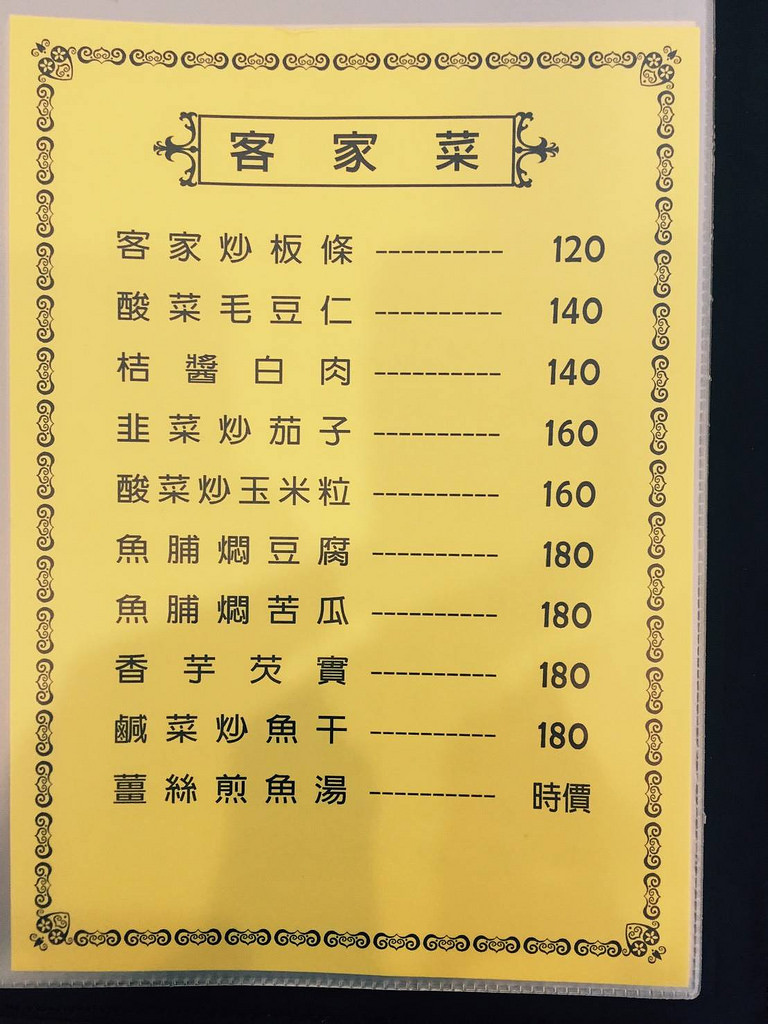 客家菜
客家炒板條 ---------- 120
酸菜毛豆仁 ---------- 140
桔醬白肉 ---------- 140
韭菜炒茄子 ---------- 160
酸菜炒玉米粒 ---------- 160
魚脯燜豆腐 ---------- 180
魚脯燜苦瓜 ---------- 180
香芋芡實 ---------- 180
鹹菜炒魚干 ---------- 180
薑絲煎魚湯 ---------- 時價